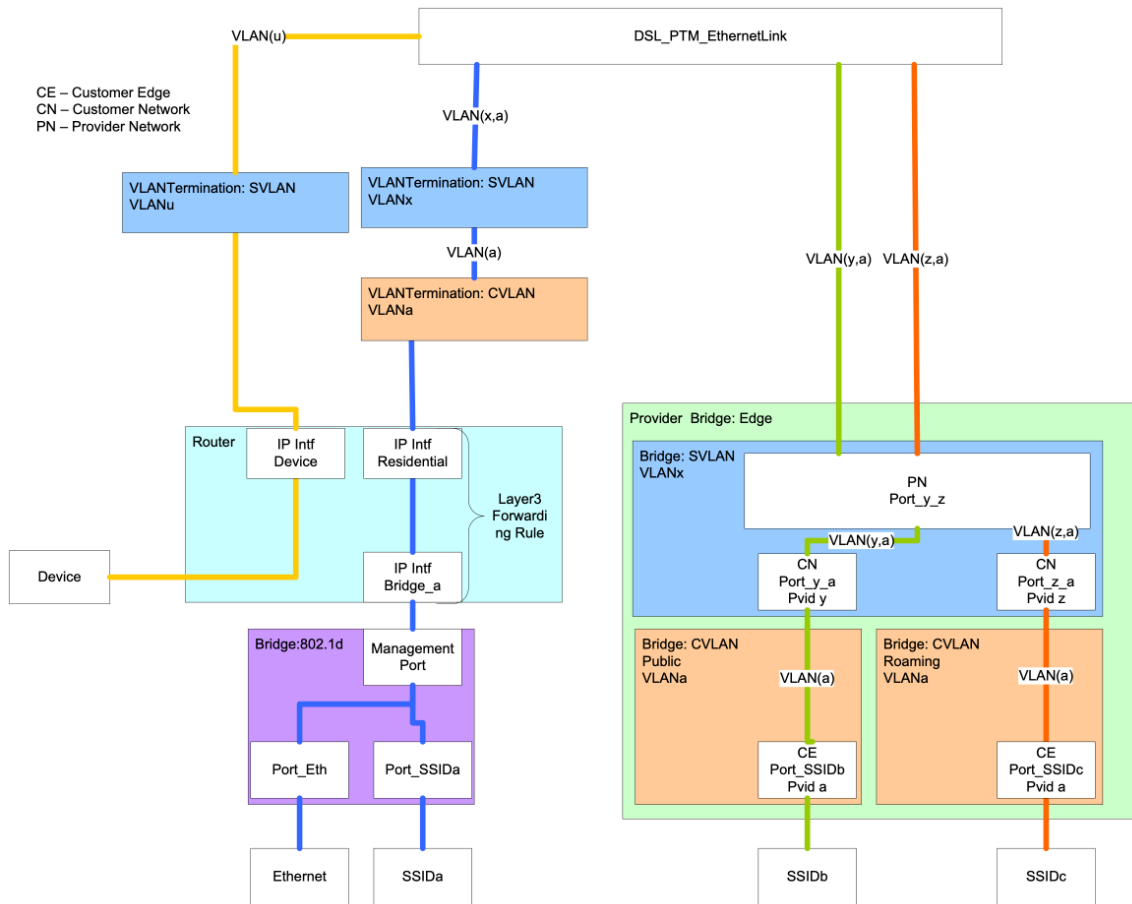 DSL_PTM_EthernetLink
VLAN(u)
CE – Customer Edge
CN – Customer Network
PN – Provider Network
VLAN(x,a)
VLANTermination: SVLAN
VLANu
VLANTermination: SVLAN
VLANx
VLAN(a)
VLAN(y,a)
VLAN(z,a)
VLANTermination: CVLAN
VLANa
Router
IP Intf
Device
IP Intf
Residential
Layer3
Forwardi
ng Rule
IP Intf
Bridge_a
Device
Bridge:802.1d
Management
Port
Port_Eth
Port_SSIDa
Ethernet
SSIDa
Provider Bridge: Edge
Bridge: SVLAN
VLANx
PN
Port_y_z
VLAN(y,a)
VLAN(z,a)
CN
Port_y_a
Pvid y
CN
Port_z_a
Pvid z
Bridge: CVLAN
Public
VLANa
VLAN(a)
CE
Port_SSIDb
Pvid a
Bridge: CVLAN
Roaming
VLANa
VLAN(a)
CE
Port_SSIDc
Pvid a
SSIDb
SSIDc